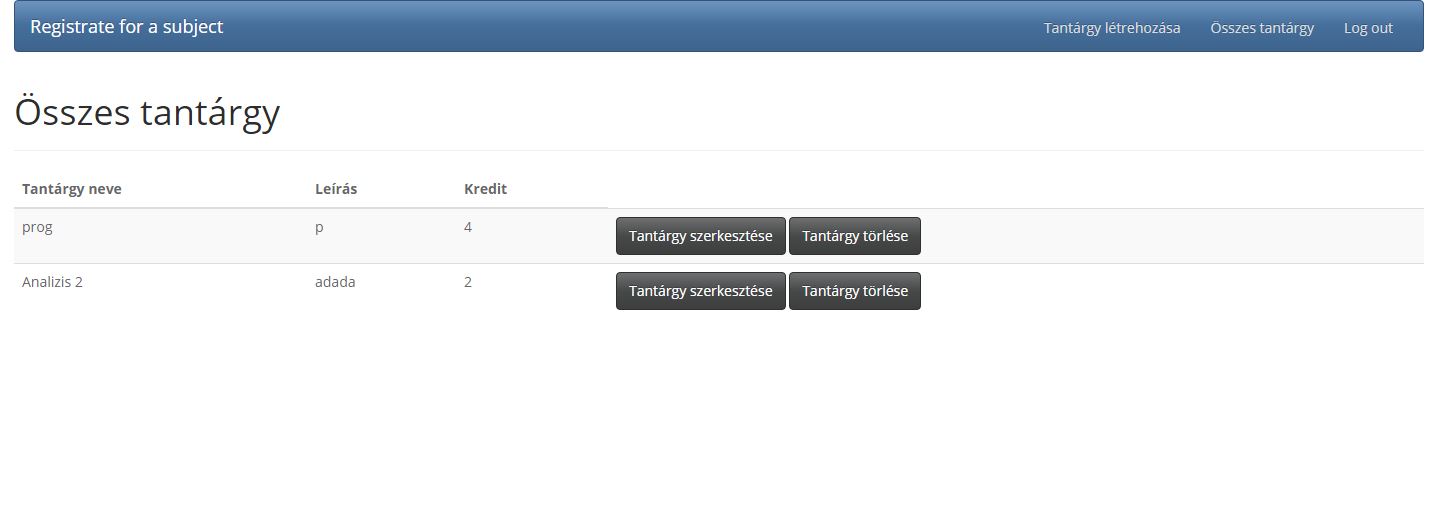 Registrate for a subject Tantárgy létrehozása Összes tantárgy Log out
Összes tantárgy
Tantárgy neve Leírás Kredit
prog p 4 Tantárgy szerkesztése Tantárgy törlése
Analizis 2 adada 2 Tantárgy szerkesztése Tantárgy törlése